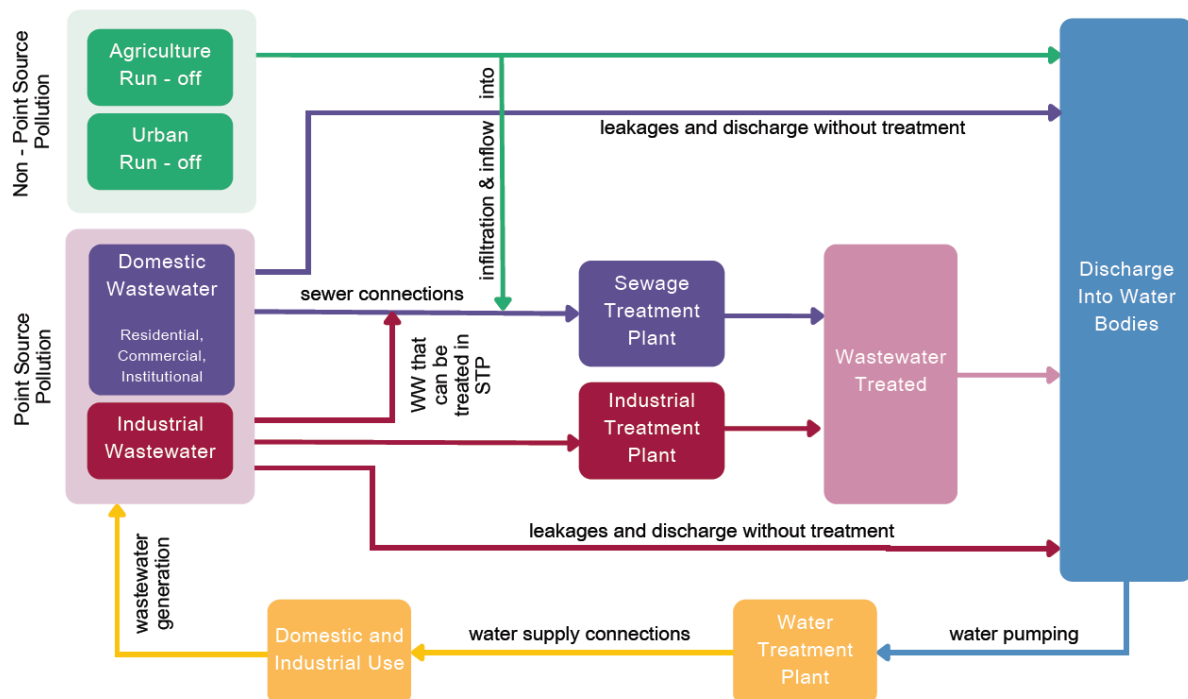 Non - Point Source
Pollution
Agriculture
Run - off
Urban
Run - off
infiltration & inflow into
leakages and discharge without treatment
Point Source
Pollution
Domestic
Wastewater
Residential,
Commercial,
Institutional
Industrial
Wastewater
sewer connections
WW that
can be
treated in
STP
Sewage
Treatment
Plant
Industrial
Treatment
Plant
Wastewater
Treated
Discharge
Into Water
Bodies
leakages and discharge without treatment
wastewater
generation
Domestic and
Industrial Use
water supply connections
Water
Treatment
Plant
water pumping